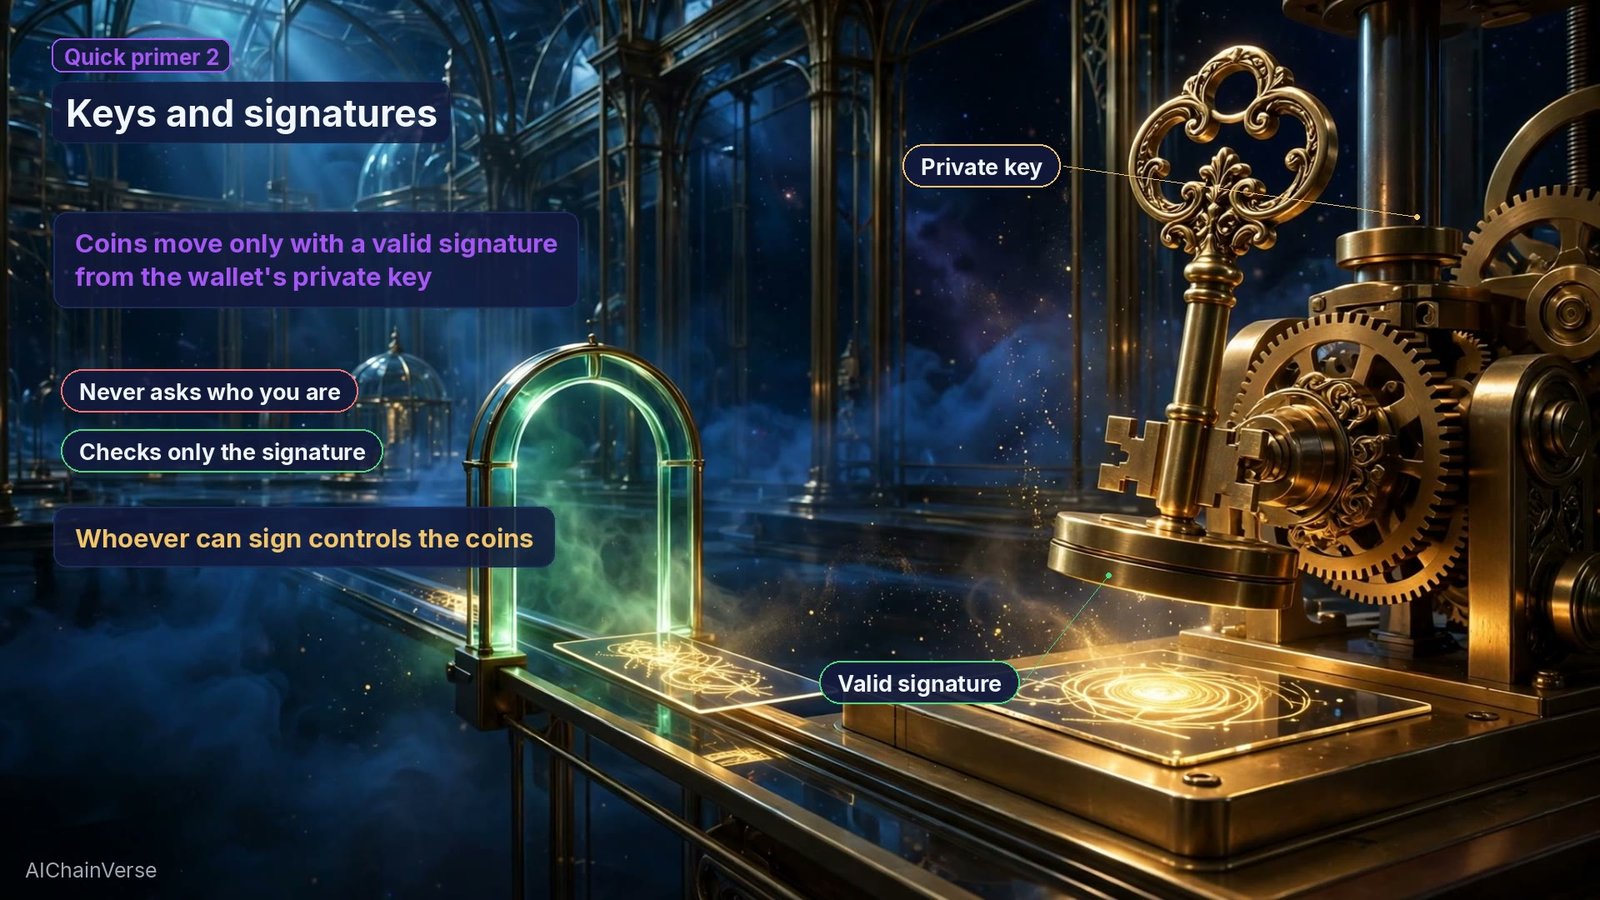 Quick primer 2
Keys and signatures
Coins move only with a valid signature
from the wallet's private key
Never asks who you are
Checks only the signature
Whoever can sign controls the coins
Private key
Valid signature
AIChainVerse